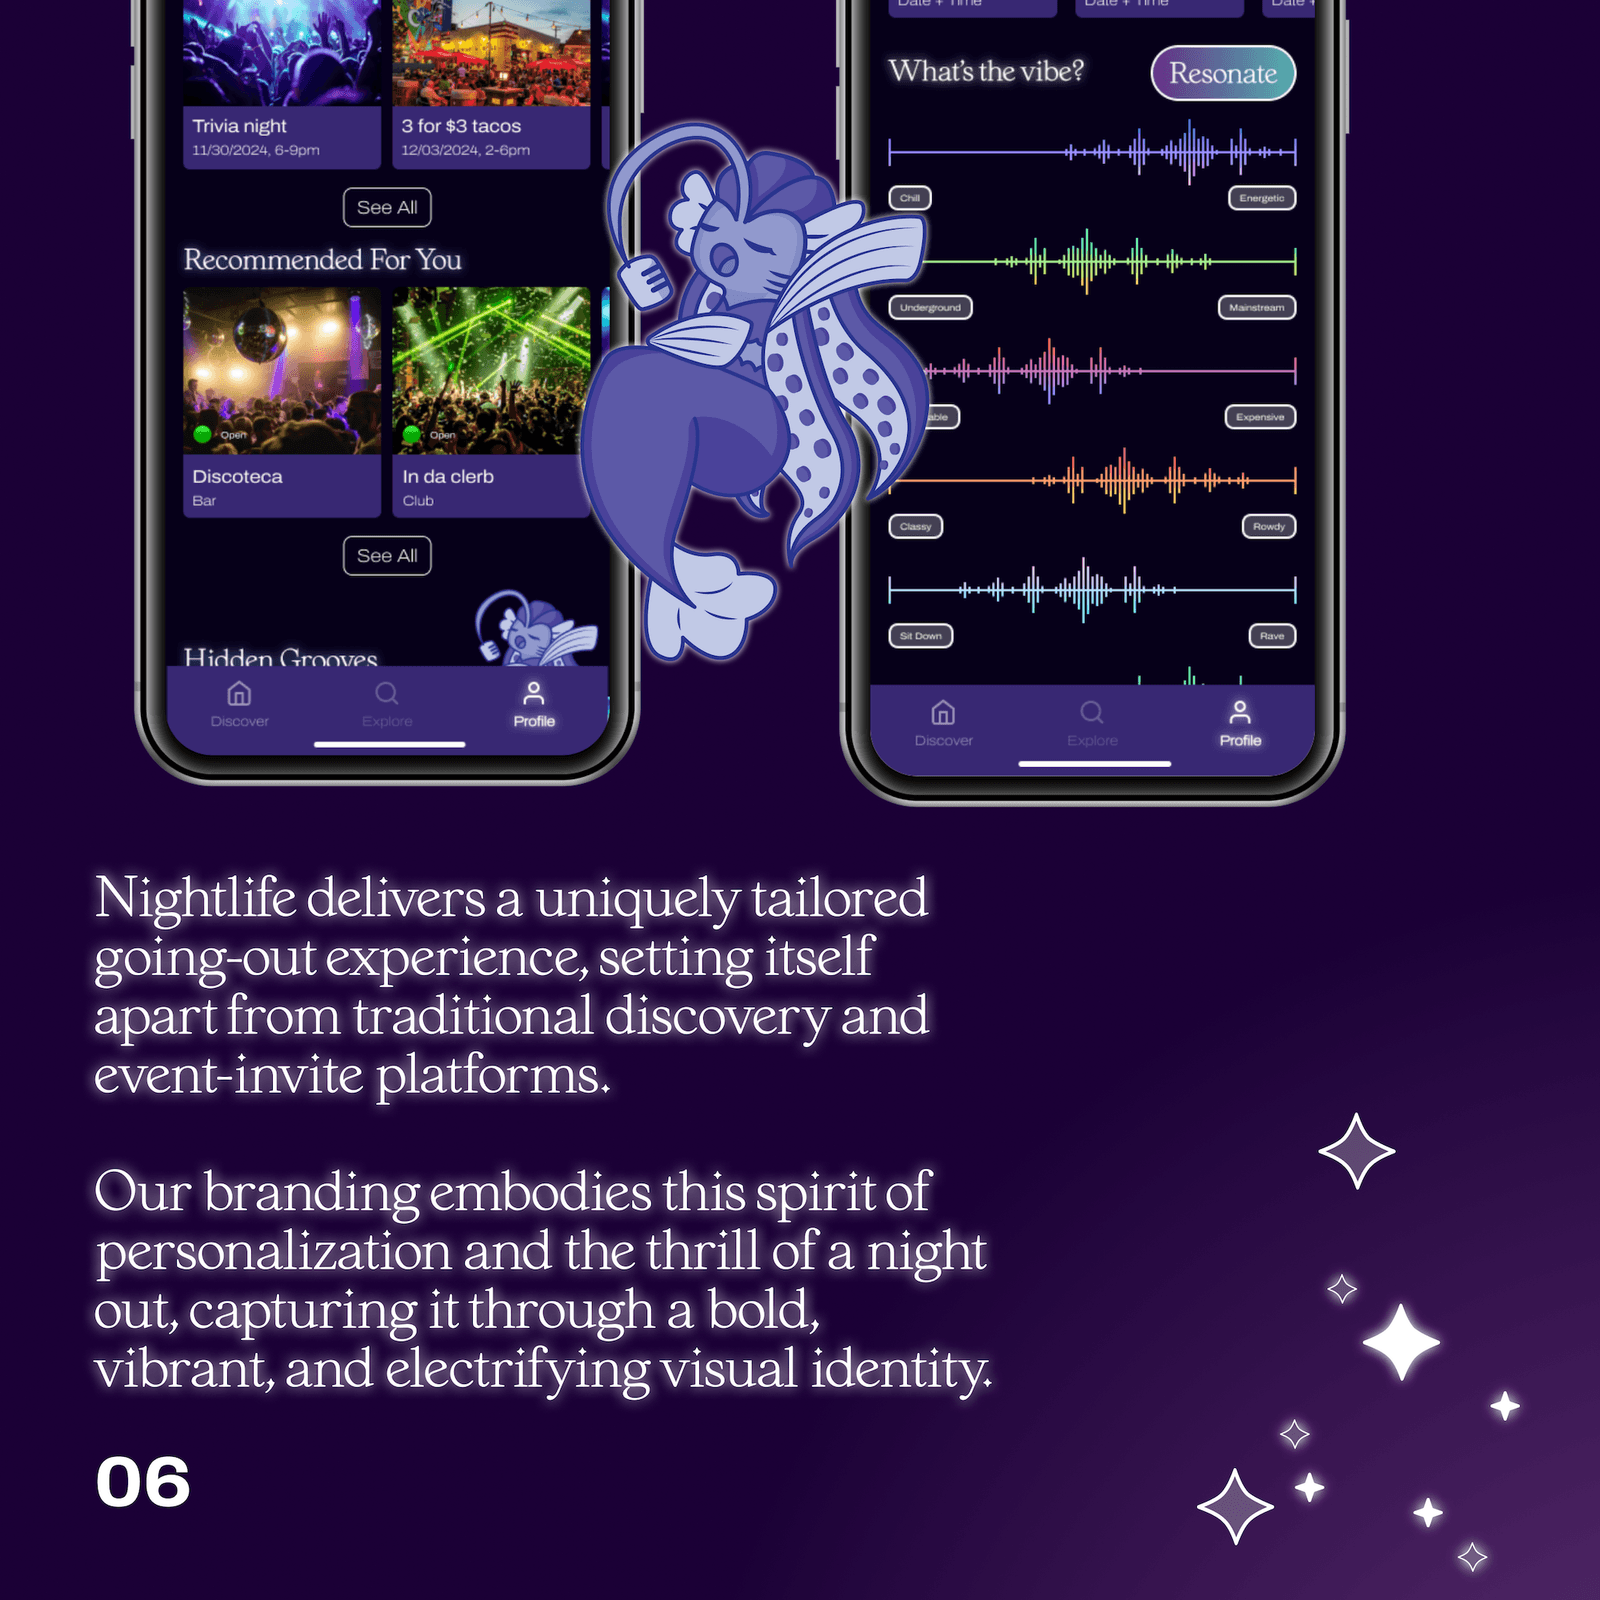 Trivia night
11/30/2024, 6-9pm
3 for $3 tacos
12/03/2024, 2-6pm
See All
Recommended For You
Open
Open
Discoteca
Bar
In da clerb
Club
See All
Hidden Grooves
Discover
Explore
Profile
Date + Time
Date + Time
Date +
What's the vibe?
Resonate
Chill
Energetic
Underground
Mainstream
Expensive
Classy
Rowdy
Sit Down
Rave
Discover
Explore
Profile
Nightlife delivers a uniquely tailored
going-out experience, setting itself
apart from traditional discovery and
event-invite platforms.
Our branding embodies this spirit of
personalization and the thrill of a night
out, capturing it through a bold,
vibrant, and electrifying visual identity.
06